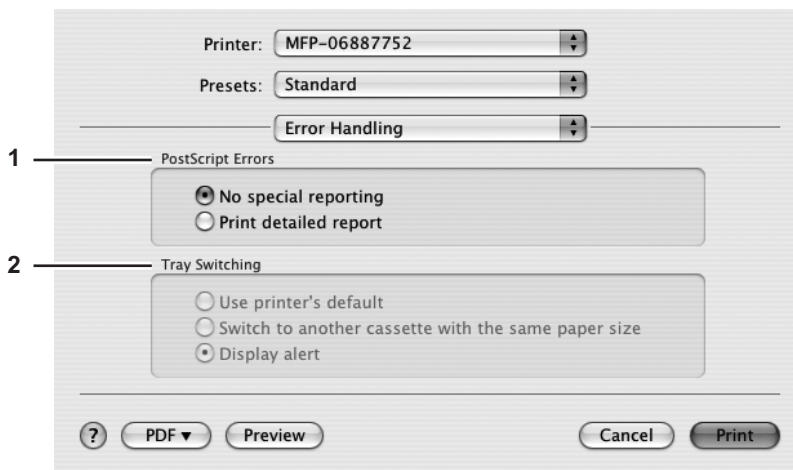 Printer: MFP-06887752
Presets: Standard
Error Handling
1 PostScript Errors
No special reporting
Print detailed report
2 Tray Switching
Use printer's default
Switch to another cassette with the same paper size
Display alert
? PDF▼ Preview Cancel Print